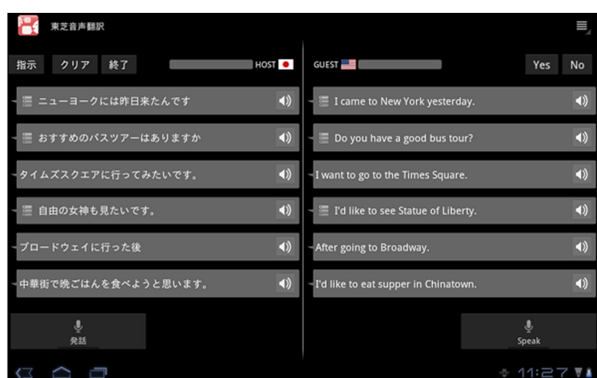 東芝音声翻訳
指示 クリア 終了 HOST
GUEST Yes No
ニューヨークには昨日来たんです
I came to New York yesterday.
おすすめのバスツアーはありますか
Do you have a good bus tour?
タイムズスクエアに行ってみたいです。
I want to go to the Times Square.
自由の女神も見たいです。
I'd like to see Statue of Liberty.
ブロードウェイに行った後
After going to Broadway.
中華街で晩ごはんを食べようと思います。
I'd like to eat supper in Chinatown.
発話
Speak
11:27